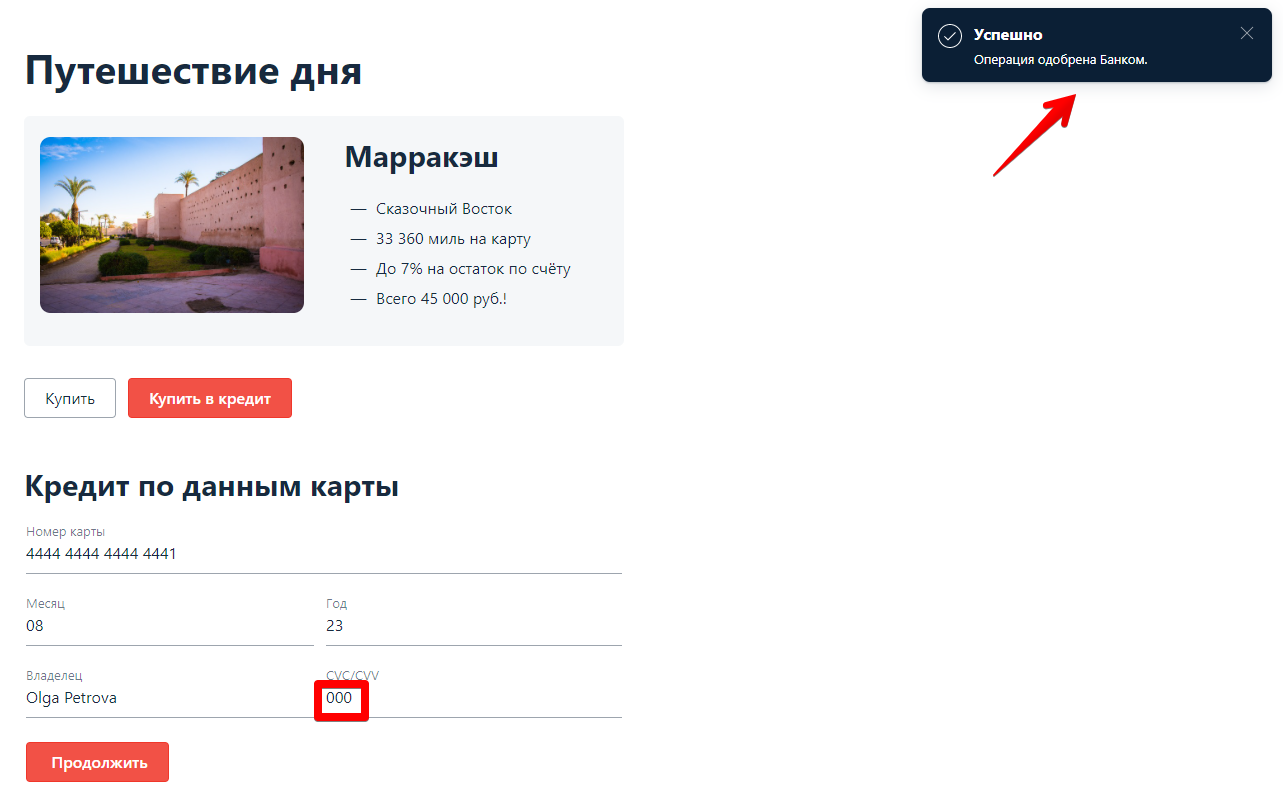 Успешно
Операция одобрена Банком.
Путешествие дня
Марракэш
— Сказочный Восток
— 33 360 миль на карту
— До 7% на остаток по счёту
— Всего 45 000 руб.!
Купить
Купить в кредит
Кредит по данным карты
Номер карты
4444 4444 4444 4441
Месяц
Год
08
23
Владелец
CVC/CVV
Olga Petrova
000
Продолжить